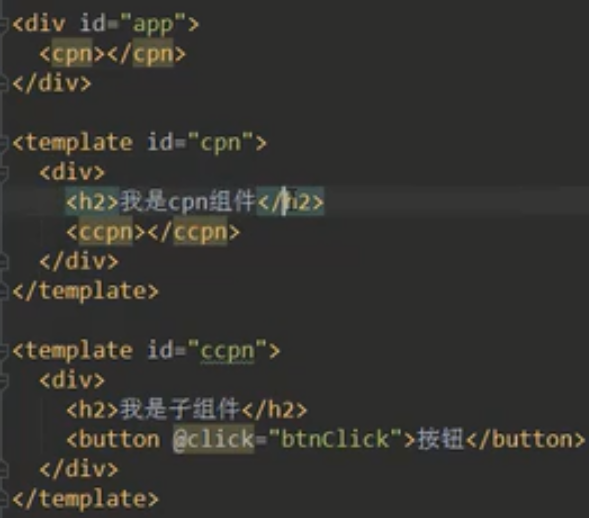 <div id="app">
<cpn></cpn>
</div>
<template id="cpn">
<div>
<h2>我是cpn组件</h2>
<ccpn></ccpn>
</div>
</template>
<template id="ccpn">
<div>
<h2>我是子组件</h2>
<button @click="btnClick">按钮</button>
</div>
</template>